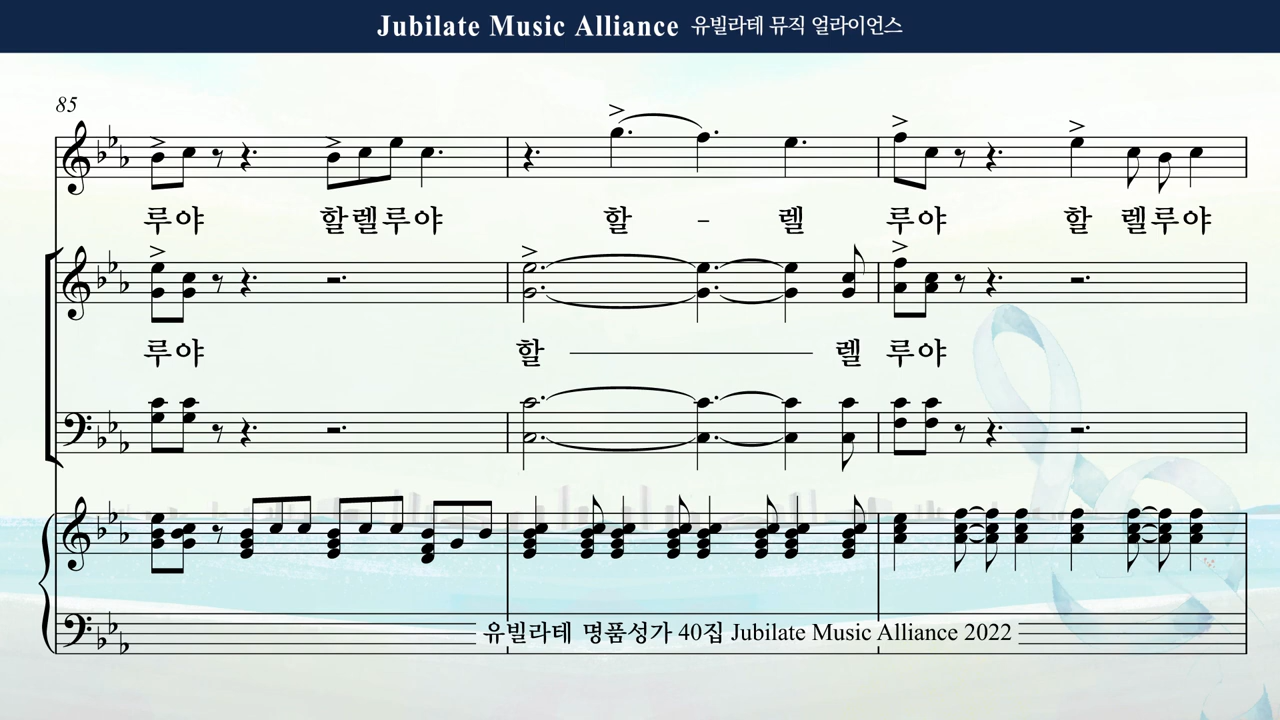 Jubilate Music Alliance 유빌라테 뮤직 얼라이언스
85
루야 할렐루야 할 - 렐 루야 할 렐루야
루야 할 렐 루야
유빌라테 명품성가 40집 Jubilate Music Alliance 2022